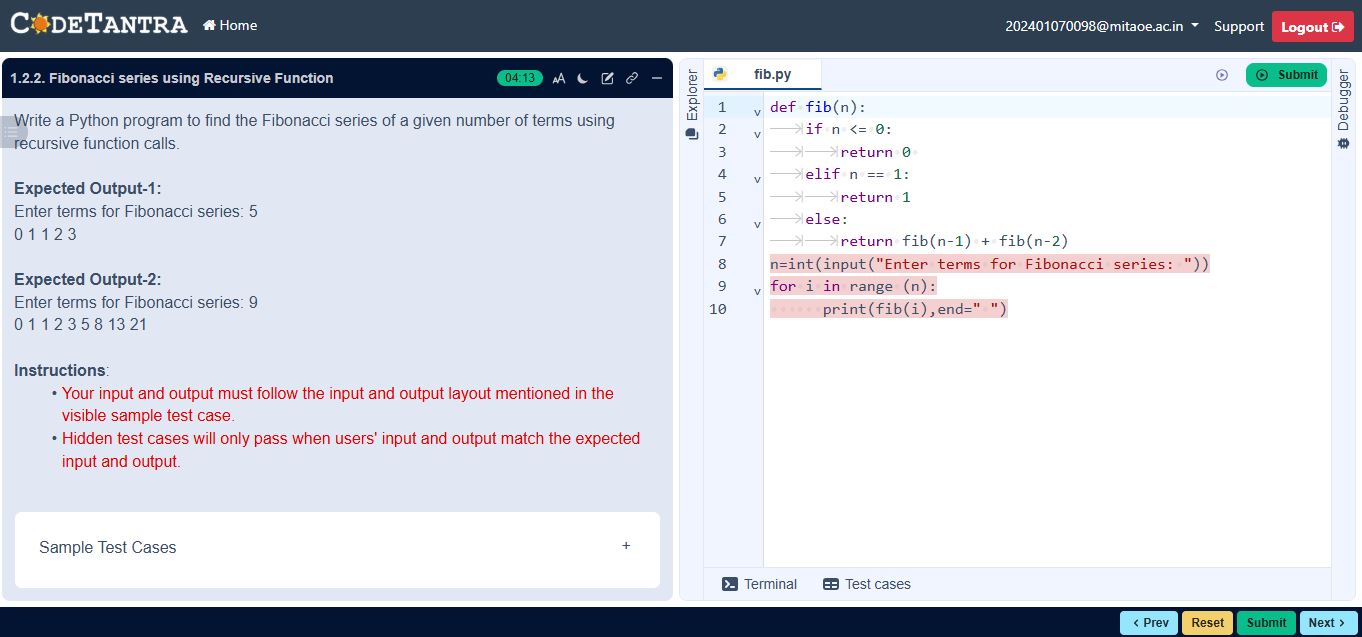 CODETANTRA Home 202401070098@mitaoe.ac.in Support Logout
1.2.2. Fibonacci series using Recursive Function 04:13 AA
Write a Python program to find the Fibonacci series of a given number of terms using
recursive function calls.
Expected Output-1:
Enter terms for Fibonacci series: 5
0 1 1 2 3
Expected Output-2:
Enter terms for Fibonacci series: 9
0 1 1 2 3 5 8 13 21
Instructions:
• Your input and output must follow the input and output layout mentioned in the
visible sample test case.
• Hidden test cases will only pass when users' input and output match the expected
input and output.
Sample Test Cases +
Explorer
fib.py Submit
1 def fib(n):
2 if n <= 0:
3 return 0
4 elif n == 1:
5 return 1
6 else:
7 return fib(n-1) + fib(n-2)
8 n=int(input("Enter terms for Fibonacci series: "))
9 for i in range (n):
10 print(fib(i),end=" ")
Debugger
Terminal Test cases
< Prev Reset Submit Next >